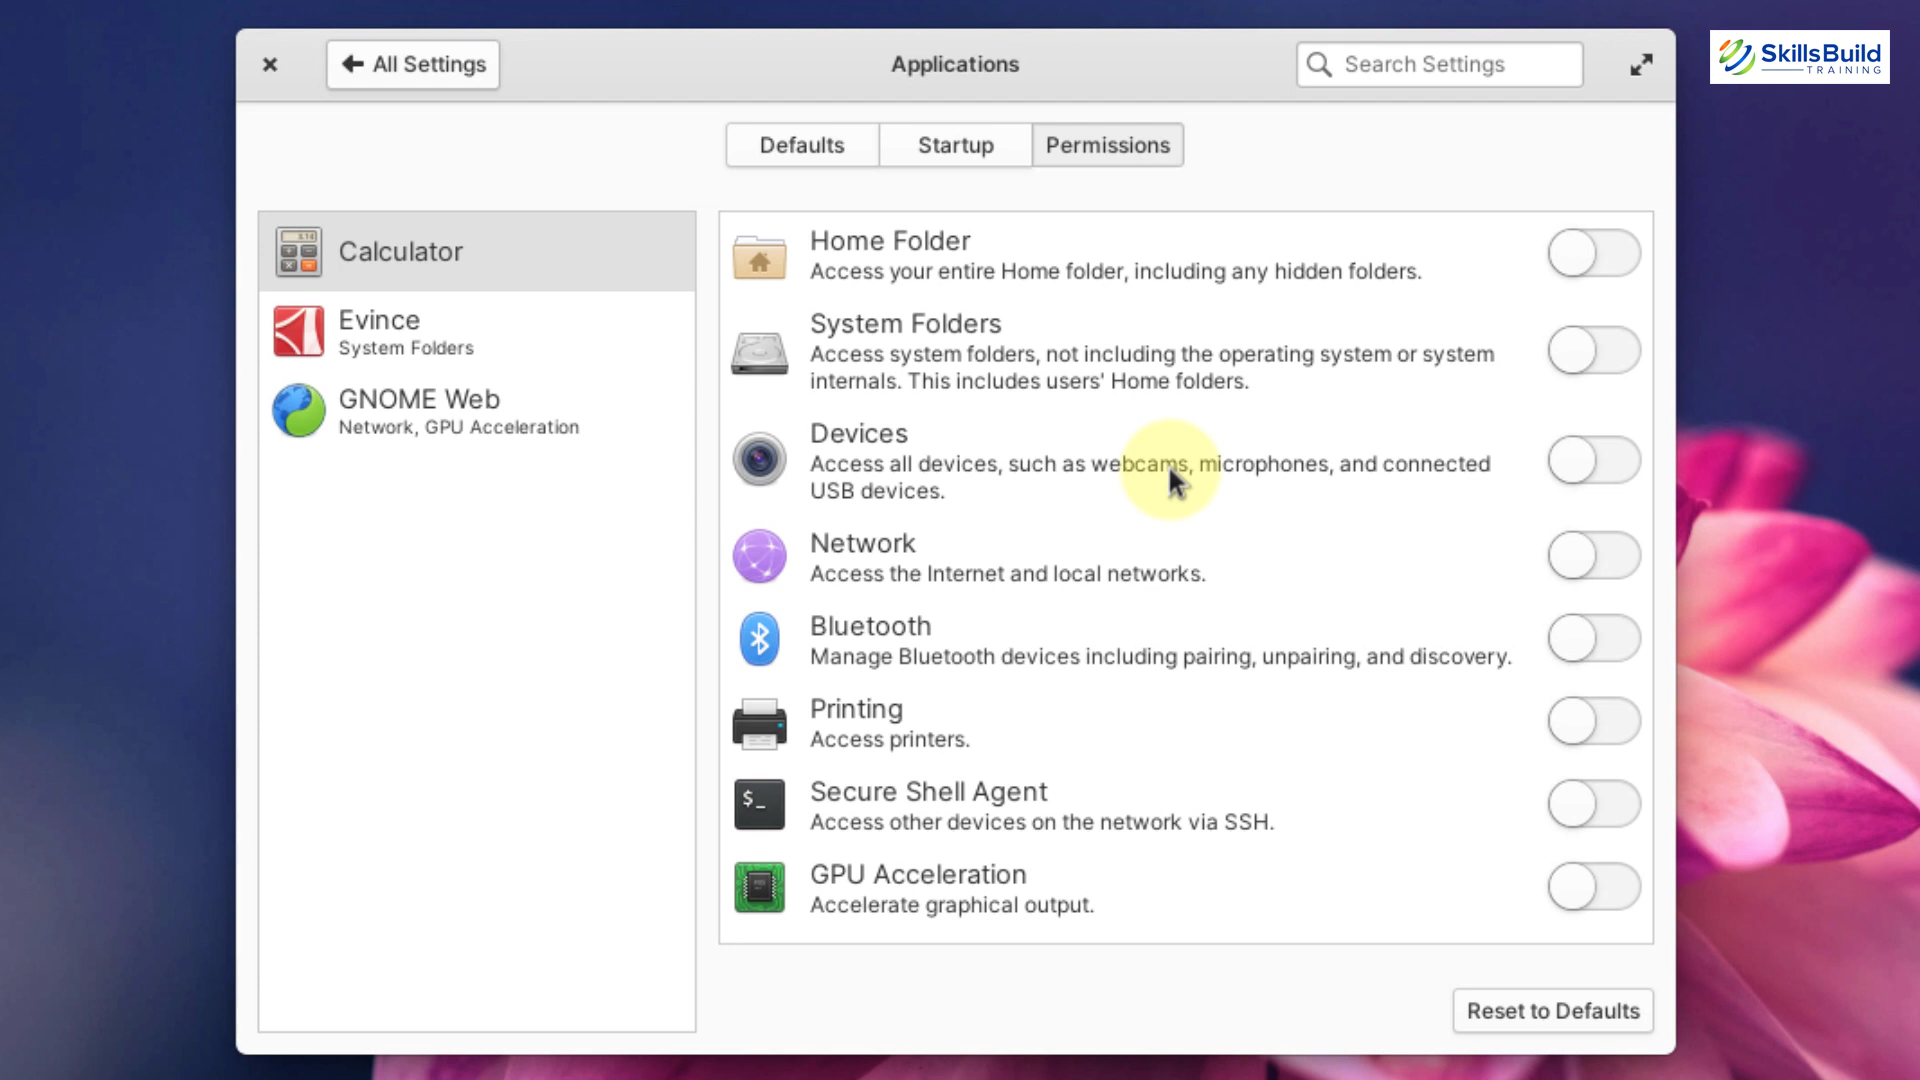 All Settings
Applications
Search Settings
SkillsBuild
TRAINING
Defaults
Startup
Permissions
Calculator
Evince
System Folders
GNOME Web
Network, GPU Acceleration
Home Folder
Access your entire Home folder, including any hidden folders.
System Folders
Access system folders, not including the operating system or system
internals. This includes users' Home folders.
Devices
Access all devices, such as webcams, microphones, and connected
USB devices.
Network
Access the Internet and local networks.
Bluetooth
Manage Bluetooth devices including pairing, unpairing, and discovery.
Printing
Access printers.
$_
Secure Shell Agent
Access other devices on the network via SSH.
GPU Acceleration
Accelerate graphical output.
Reset to Defaults